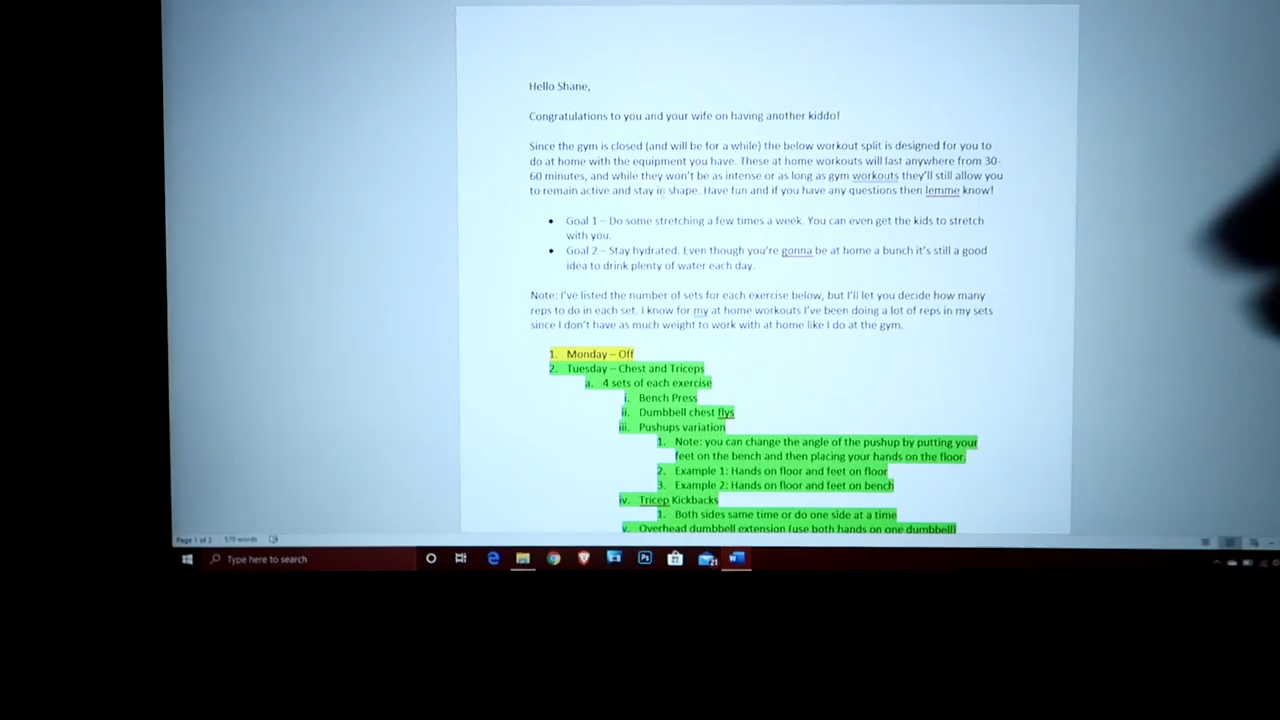 Hello Shane,
Congratulations to you and your wife on having another kiddo!
Since the gym is closed (and will be for a while) the below workout split is designed for you to
do at home with the equipment you have. These at home workouts will last anywhere from 30-
60 minutes, and while they won't be as intense or as long as gym workouts they'll still allow you
to remain active and stay in shape. Have fun and if you have any questions then lemme know!
• Goal 1 – Do some stretching a few times a week. You can even get the kids to stretch
with you.
• Goal 2 – Stay hydrated. Even though you're gonna be at home a bunch it's still a good
idea to drink plenty of water each day.
Note: I've listed the number of sets for each exercise below, but I'll let you decide how many
reps to do in each set. I know for my at home workouts I've been doing a lot of reps in my sets
since I don't have as much weight to work with at home like I do at the gym.
1. Monday – Off
2. Tuesday – Chest and Triceps
a. 4 sets of each exercise
i. Bench Press
ii. Dumbbell chest flys
iii. Pushups variation
1. Note: you can change the angle of the pushup by putting your
feet on the bench and then placing your hands on the floor.
2. Example 1: Hands on floor and feet on floor
3. Example 2: Hands on floor and feet on bench
iv. Tricep Kickbacks
1. Both sides same time or do one side at a time
v. Overhead dumbbell extension (use both hands on one dumbbell)
Page 1 of 2 570 words
Type here to search
Ps
21
W